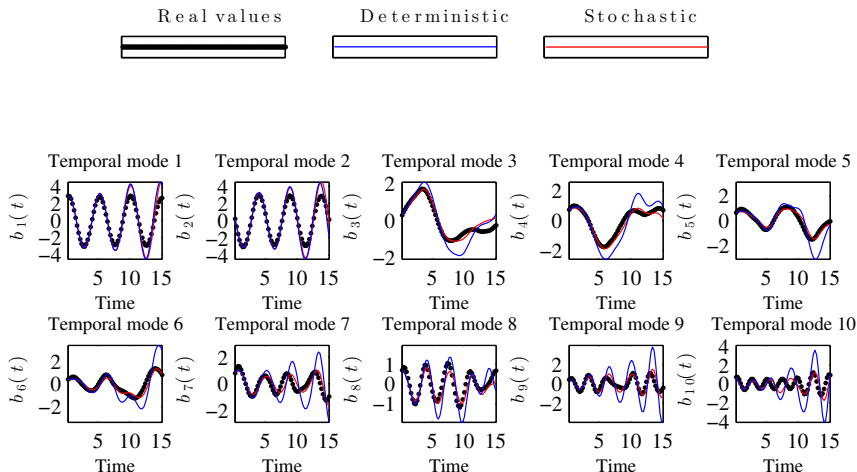 Real values Deterministic Stochastic
Temporal mode 1 Temporal mode 2 Temporal mode 3 Temporal mode 4 Temporal mode 5
b1(t) 4 2 0 −2 −4 5 10 15 Time
b2(t) 4 2 0 −2 −4 5 10 15 Time
b3(t) 2 0 −2 5 10 15 Time
b4(t) 2 0 −2 5 10 15 Time
b5(t) 2 0 −2 5 10 15 Time
Temporal mode 6 Temporal mode 7 Temporal mode 8 Temporal mode 9 Temporal mode 10
b6(t) 2 0 −2 5 10 15 Time
b7(t) 2 0 −2 5 10 15 Time
b8(t) 1 0 −1 5 10 15 Time
b9(t) 2 0 −2 5 10 15 Time
b10(t) 2 0 −2 −4 5 10 15 Time